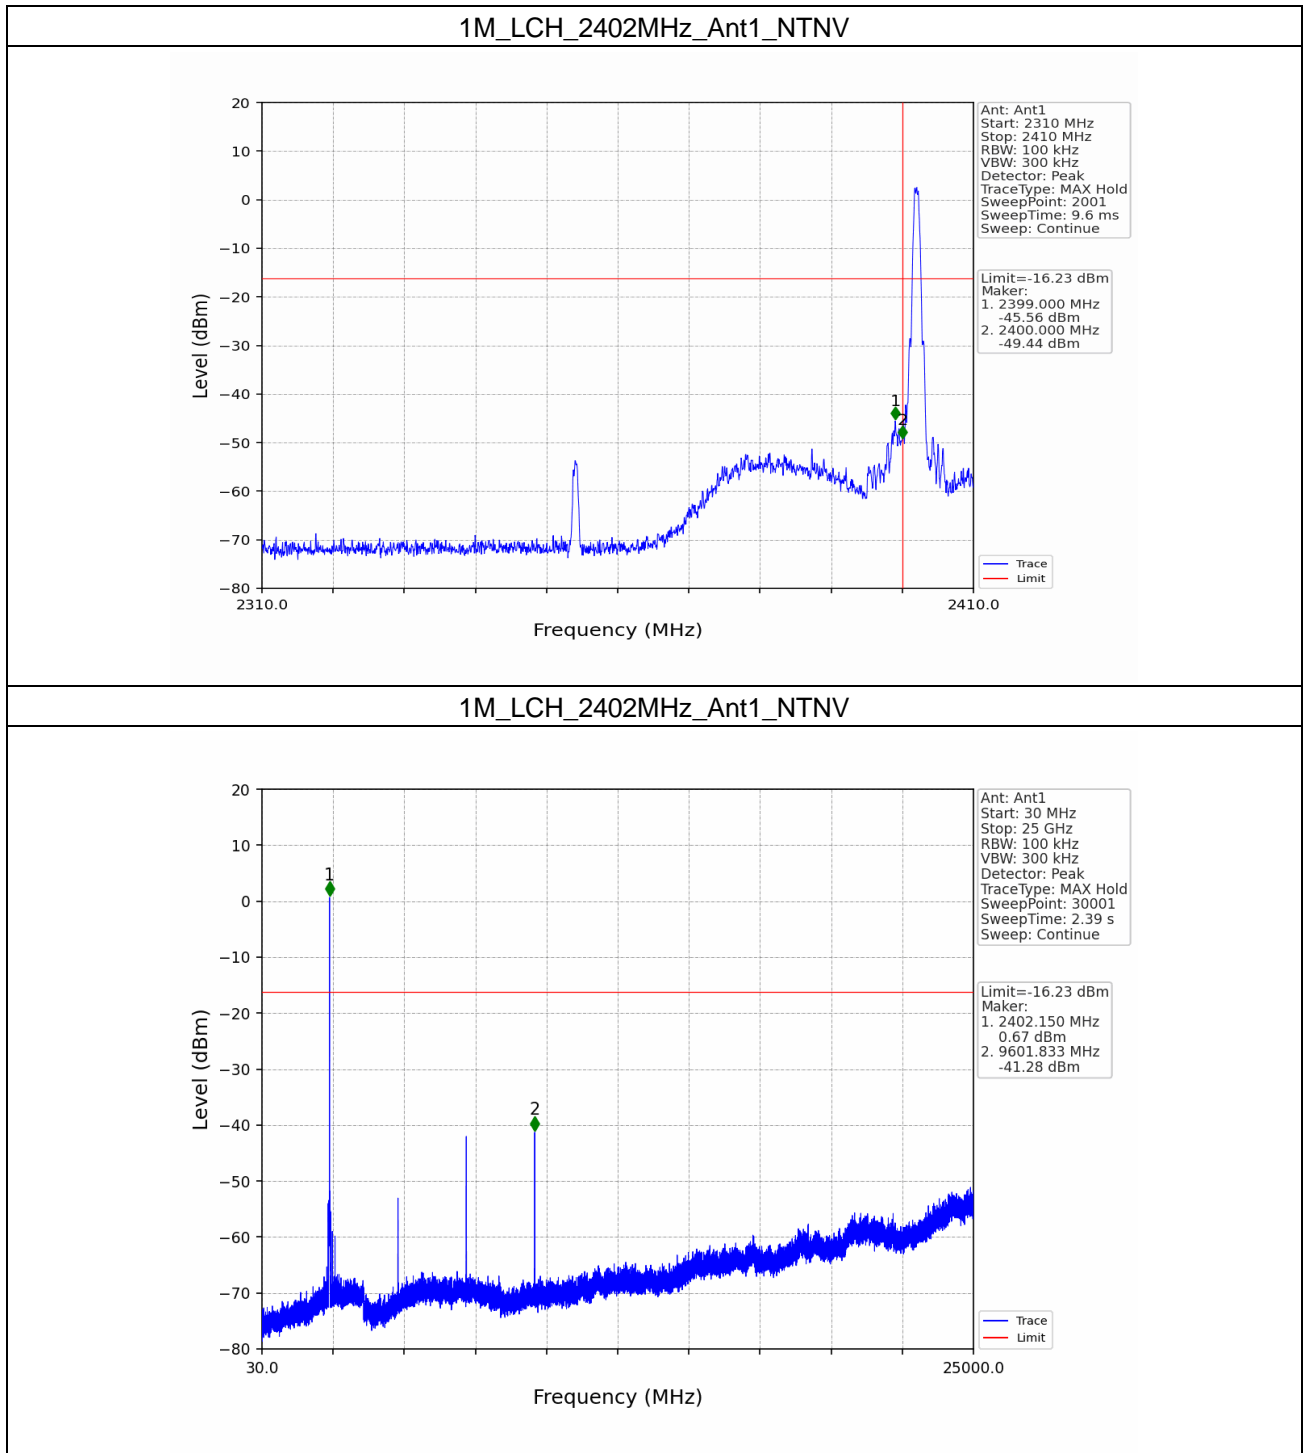 1M_LCH_2402MHz_Ant1_NTNV
20
10
0
−10
−20
−30
−40
−50
−60
−70
−80
Level (dBm)
2310.0
2410.0
Frequency (MHz)
1
2
Ant: Ant1
Start: 2310 MHz
Stop: 2410 MHz
RBW: 100 kHz
VBW: 300 kHz
Detector: Peak
TraceType: MAX Hold
SweepPoint: 2001
SweepTime: 9.6 ms
Sweep: Continue
Limit=-16.23 dBm
Maker:
1. 2399.000 MHz
-45.56 dBm
2. 2400.000 MHz
-49.44 dBm
Trace
Limit
1M_LCH_2402MHz_Ant1_NTNV
20
10
0
−10
−20
−30
−40
−50
−60
−70
−80
Level (dBm)
30.0
25000.0
Frequency (MHz)
1
2
Ant: Ant1
Start: 30 MHz
Stop: 25 GHz
RBW: 100 kHz
VBW: 300 kHz
Detector: Peak
TraceType: MAX Hold
SweepPoint: 30001
SweepTime: 2.39 s
Sweep: Continue
Limit=-16.23 dBm
Maker:
1. 2402.150 MHz
0.67 dBm
2. 9601.833 MHz
-41.28 dBm
Trace
Limit